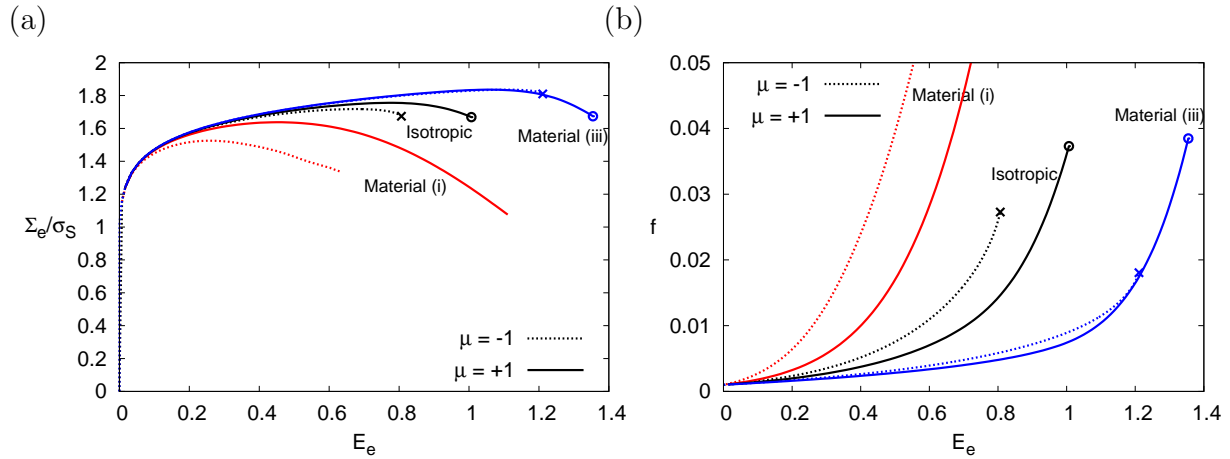 (a)
2
1.8
1.6
1.4
1.2
1
0.8
0.6
0.4
0.2
0
Σe/σS
Isotropic
Material (iii)
Material (i)
μ = -1
μ = +1
0 0.2 0.4 0.6 0.8 1 1.2 1.4
Ee
(b)
0.05
0.04
0.03
0.02
0.01
0
f
μ = -1
μ = +1
Material (i)
Material (iii)
Isotropic
0 0.2 0.4 0.6 0.8 1 1.2 1.4
Ee